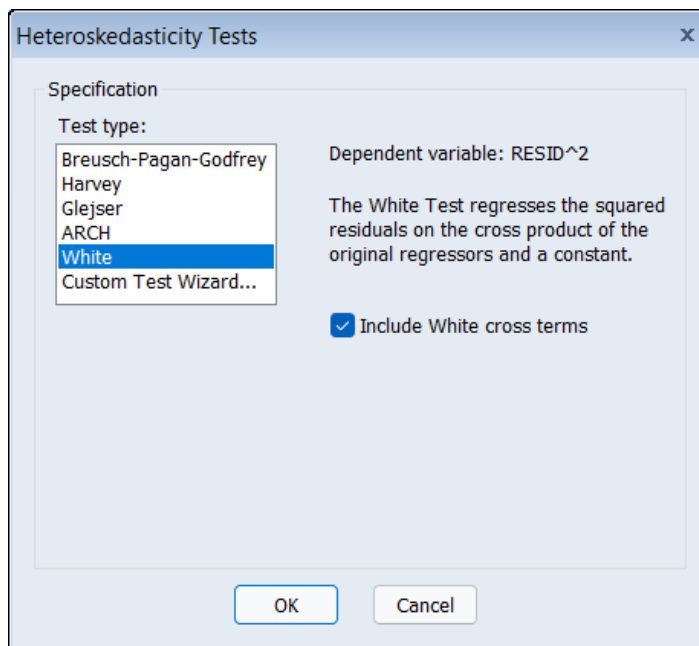 Heteroskedasticity Tests
x
Specification
Test type:
Breusch-Pagan-Godfrey
Harvey
Glejser
ARCH
White
Custom Test Wizard...
Dependent variable: RESID^2
The White Test regresses the squared
residuals on the cross product of the
original regressors and a constant.
Include White cross terms
OK
Cancel